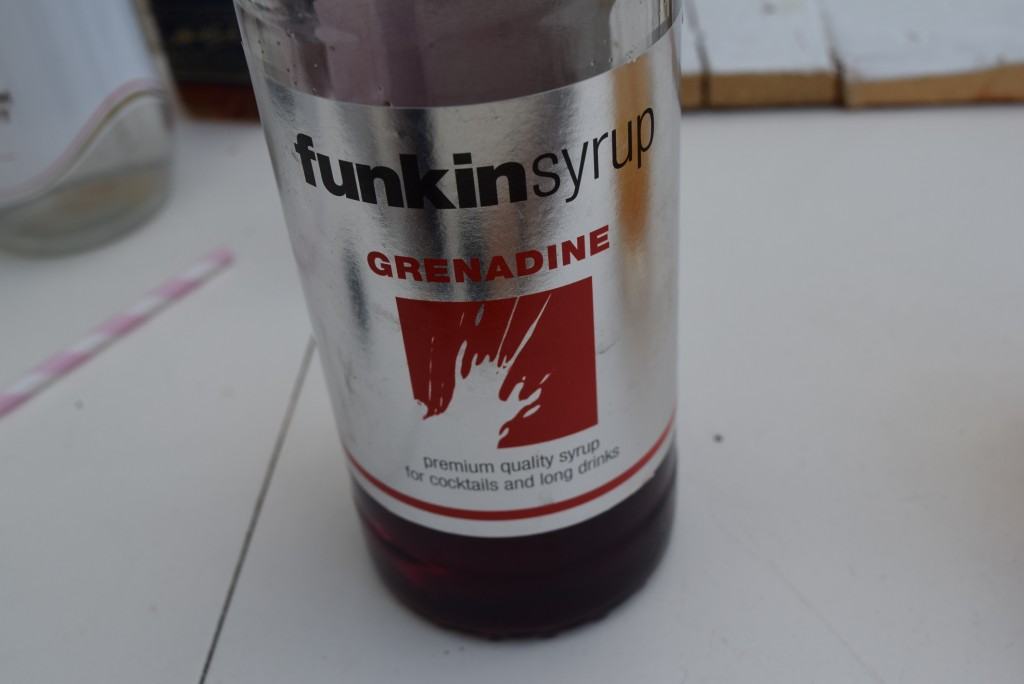 funkinsyrup
GRENADINE
premium quality syrup
for cocktails and long drinks